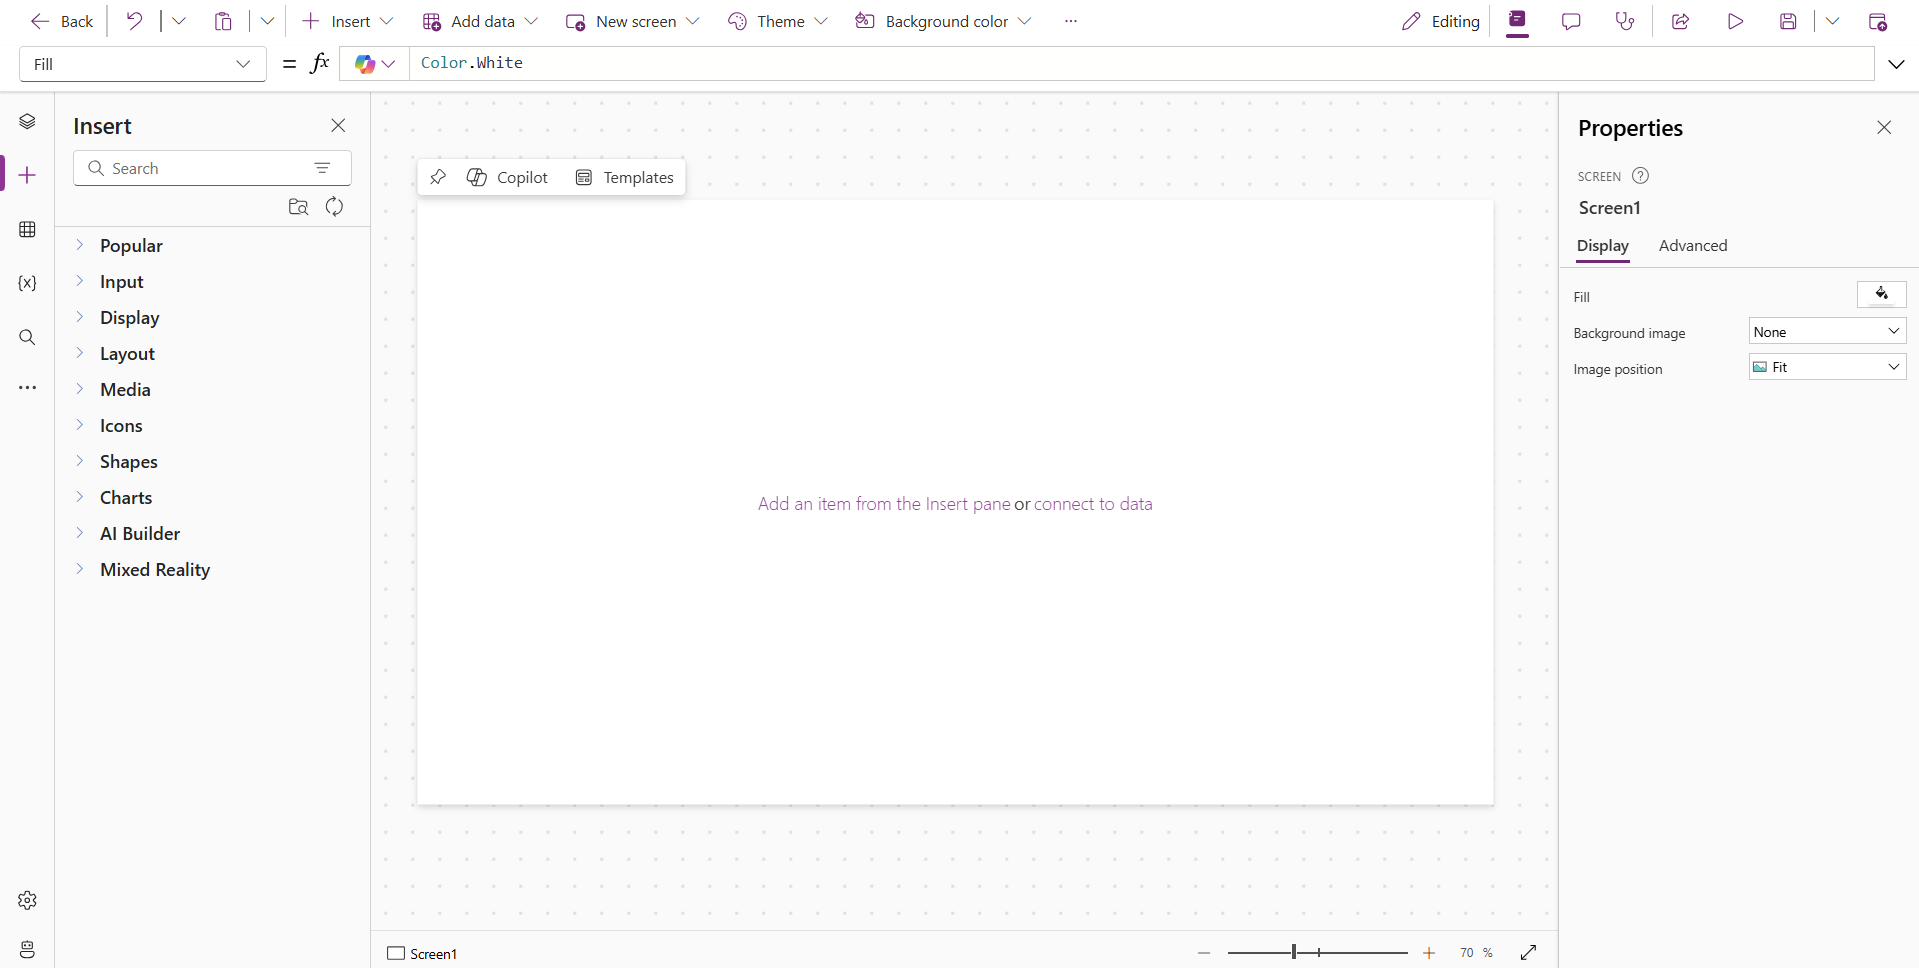 Back
Insert
Add data
New screen
Theme
Background color
Editing
Fill
= fx
Color.White
Insert
Search
Popular
Input
Display
Layout
Media
Icons
Shapes
Charts
AI Builder
Mixed Reality
Copilot
Templates
Add an item from the Insert pane or connect to data
Screen1
70 %
Properties
SCREEN
Screen1
Display
Advanced
Fill
Background image
None
Image position
Fit